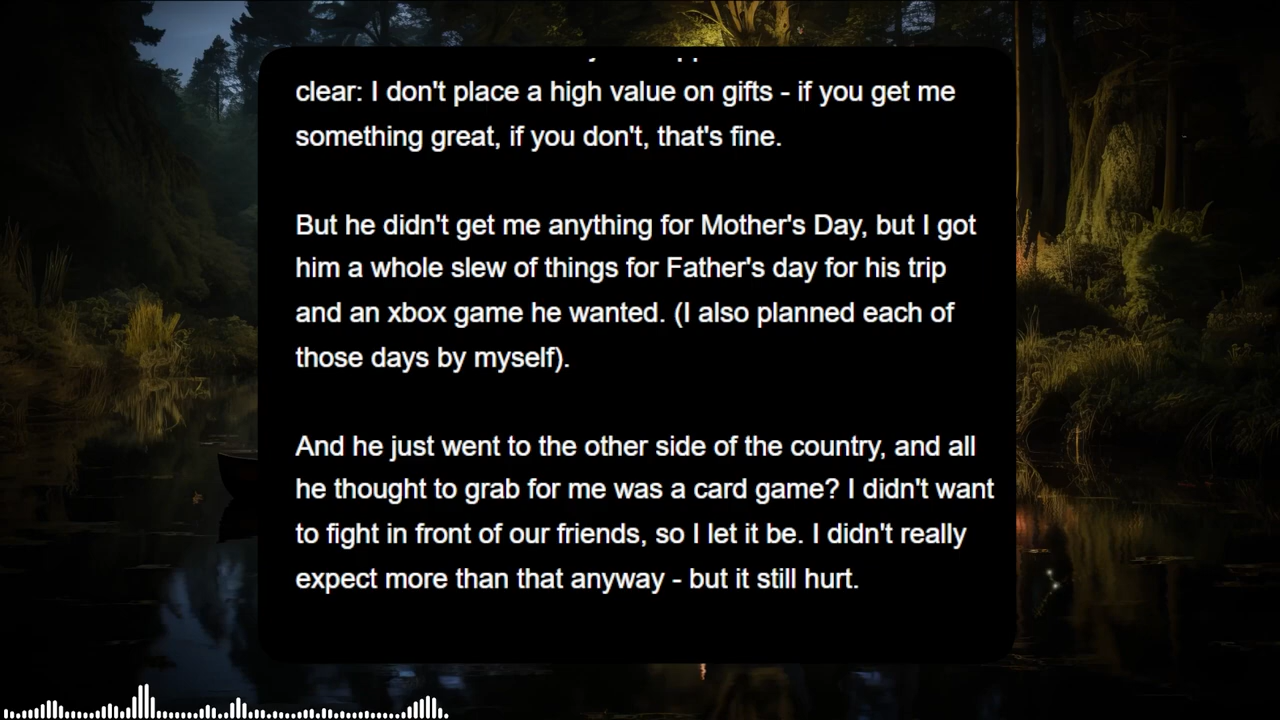 clear: I don't place a high value on gifts - if you get me
something great, if you don't, that's fine.
But he didn't get me anything for Mother's Day, but I got
him a whole slew of things for Father's day for his trip
and an xbox game he wanted. (I also planned each of
those days by myself).
And he just went to the other side of the country, and all
he thought to grab for me was a card game? I didn't want
to fight in front of our friends, so I let it be. I didn't really
expect more than that anyway - but it still hurt.